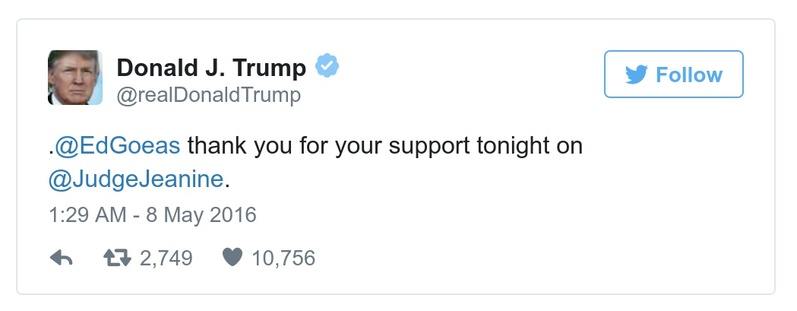 Donald J. Trump
@realDonaldTrump
Follow
.@EdGoeas thank you for your support tonight on
@JudgeJeanine.
1:29 AM - 8 May 2016
2,749 10,756